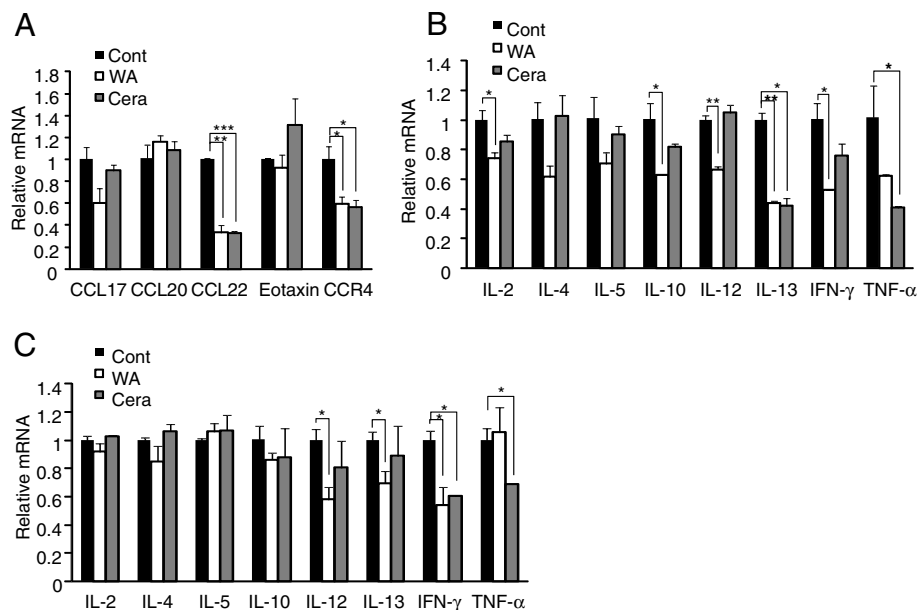 A
Cont
WA
Cera
Relative mRNA
1.8
1.6
1.4
1.2
1
0.8
0.6
0.4
0.2
0
***
**
*
*
CCL17 CCL20 CCL22 Eotaxin CCR4
B
Cont
WA
Cera
Relative mRNA
1.4
1.2
1
0.8
0.6
0.4
0.2
0
*
*
**
*
**
*
*
IL-2 IL-4 IL-5 IL-10 IL-12 IL-13 IFN-γ TNF-α
C
Cont
WA
Cera
Relative mRNA
1.4
1.2
1
0.8
0.6
0.4
0.2
0
*
*
*
*
*
IL-2 IL-4 IL-5 IL-10 IL-12 IL-13 IFN-γ TNF-α